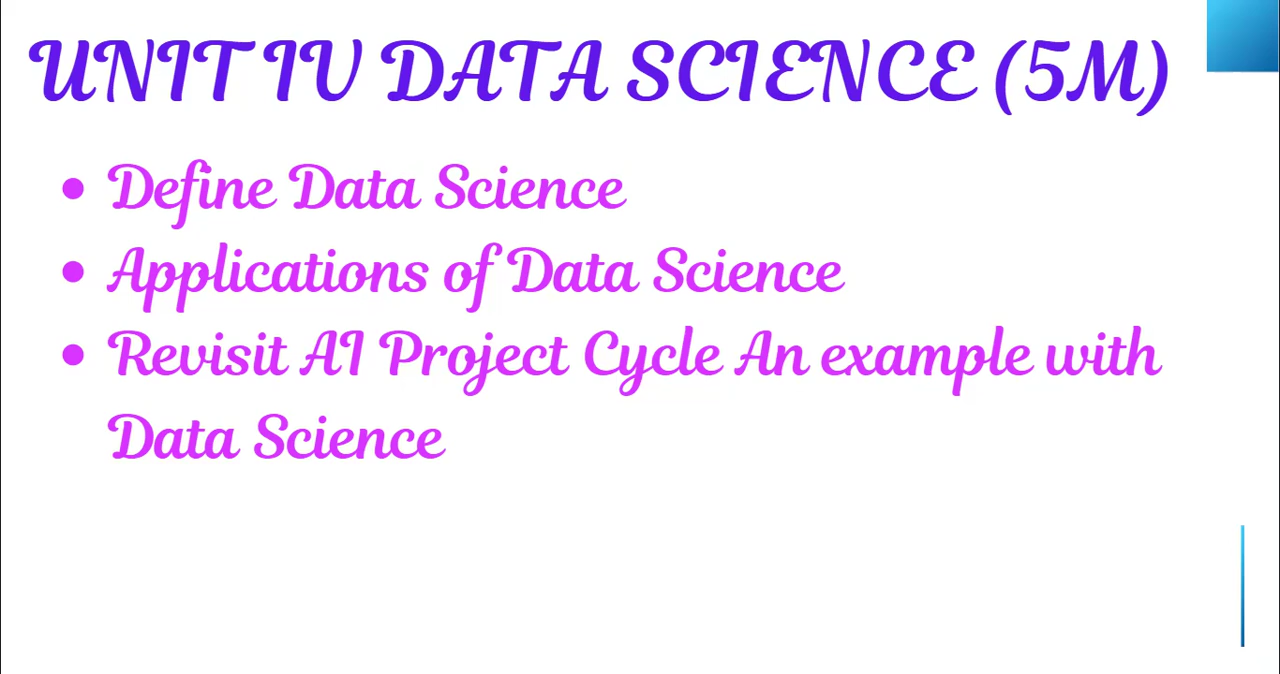 UNIT IV DATA SCIENCE (5M)
• Define Data Science
• Applications of Data Science
• Revisit AI Project Cycle An example with
Data Science